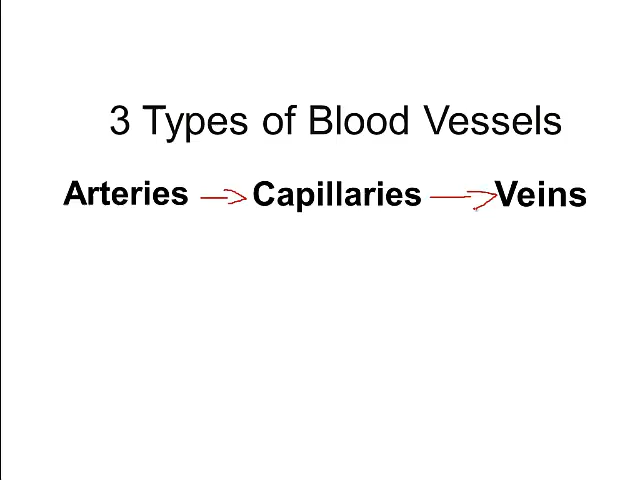 3 Types of Blood Vessels
Arteries → Capillaries → Veins